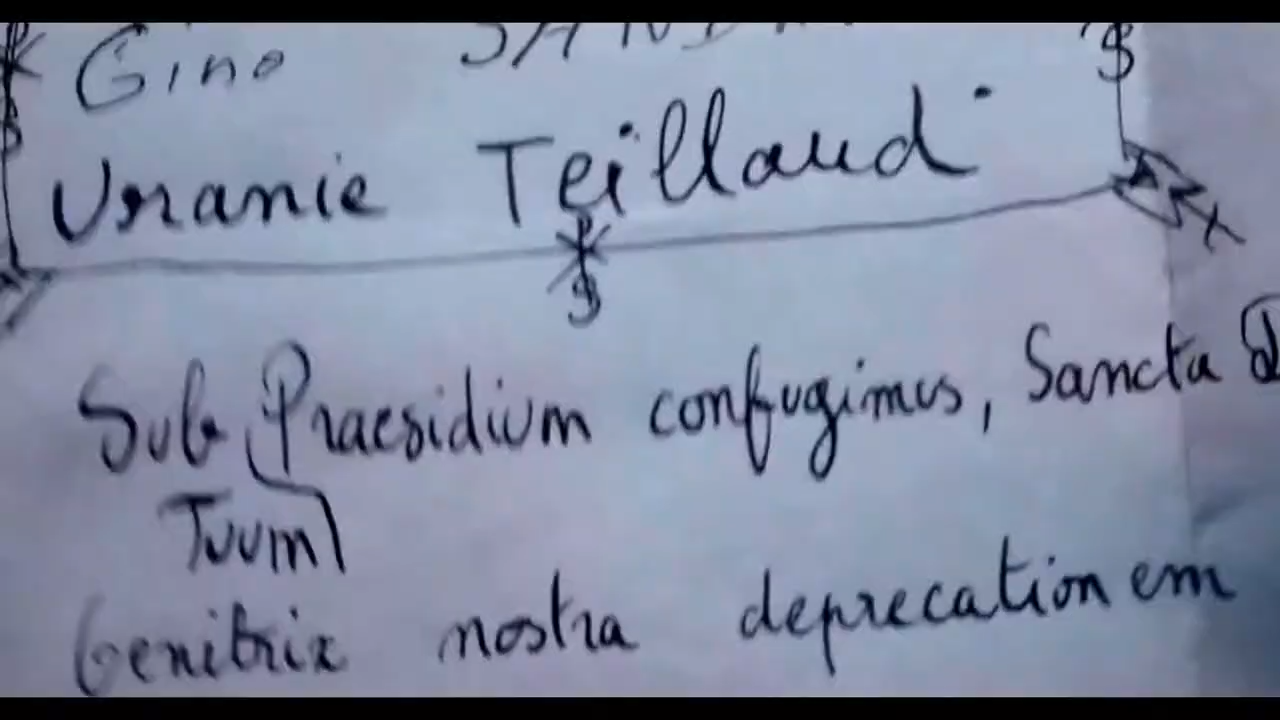 Gino
Uranie Teillaud
Sub Praesidium confugimus, Sancta
Tuum
Genitrix nostra deprecationem